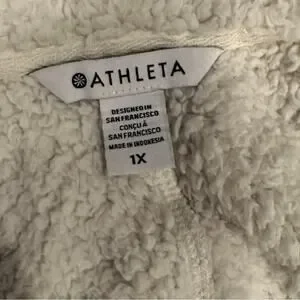 ATHLETA
DESIGNED IN
SAN FRANCISCO
CONÇU À
SAN FRANCISCO
MADE IN INDONESIA
1X